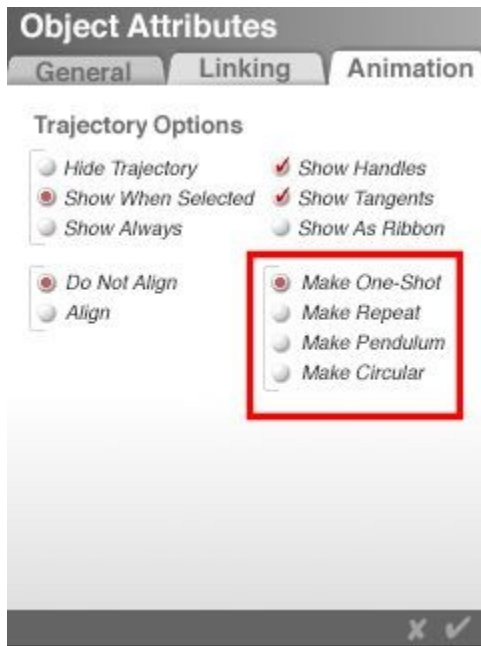 Object Attributes
General Linking Animation
Trajectory Options
Hide Trajectory
Show When Selected
Show Always
Show Handles
Show Tangents
Show As Ribbon
Do Not Align
Align
Make One-Shot
Make Repeat
Make Pendulum
Make Circular